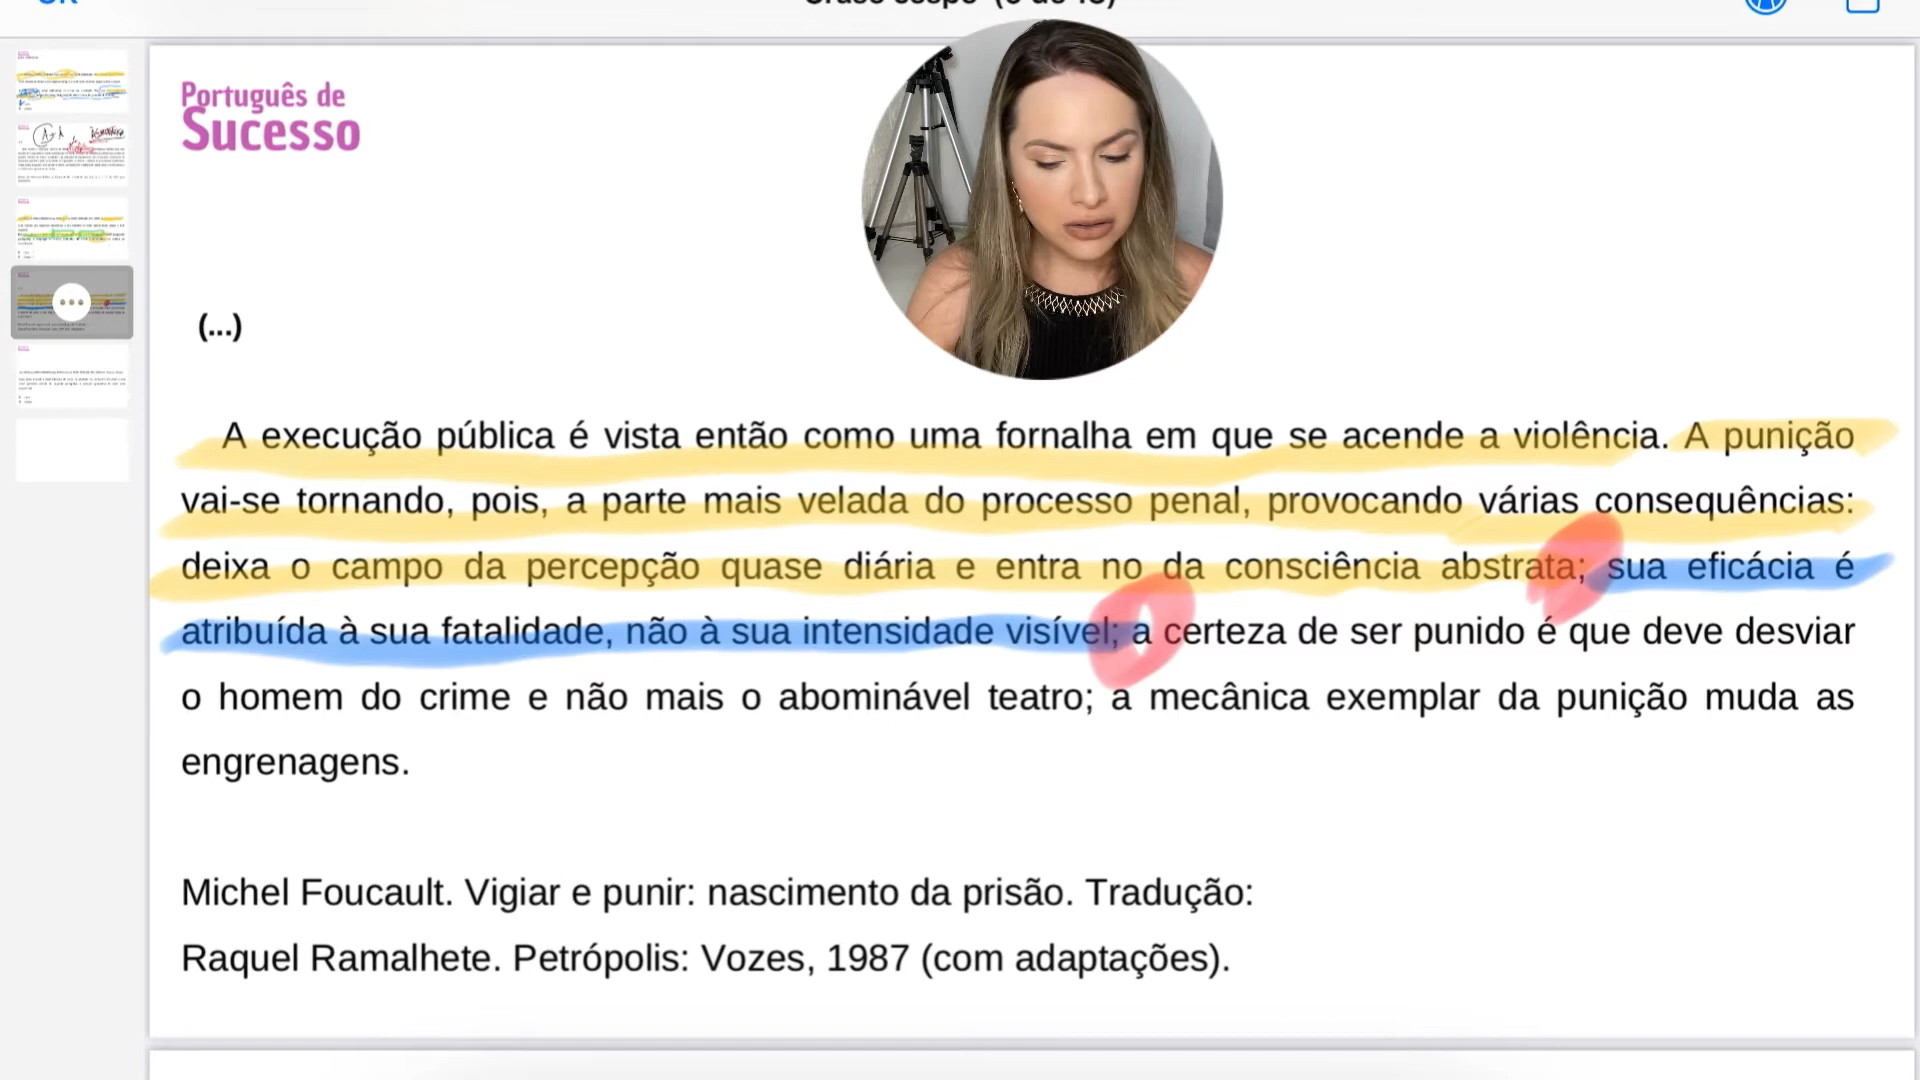 Português de
Sucesso
(...)
A execução pública é vista então como uma fornalha em que se acende a violência. A punição
vai-se tornando, pois, a parte mais velada do processo penal, provocando várias consequências:
deixa o campo da percepção quase diária e entra no da consciência abstrata; sua eficácia é
atribuída à sua fatalidade, não à sua intensidade visível; a certeza de ser punido é que deve desviar
o homem do crime e não mais o abominável teatro; a mecânica exemplar da punição muda as
engrenagens.
Michel Foucault. Vigiar e punir: nascimento da prisão. Tradução:
Raquel Ramalhete. Petrópolis: Vozes, 1987 (com adaptações).